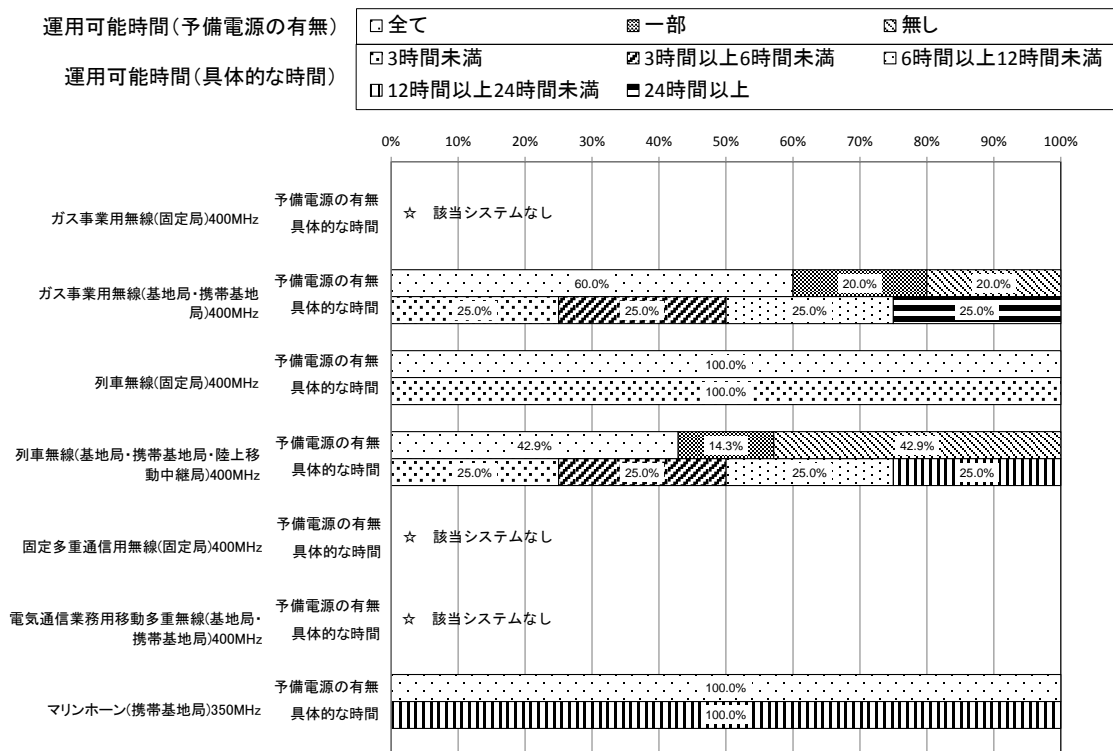 運用可能時間(予備電源の有無)
全て 一部 無し
運用可能時間(具体的な時間)
3時間未満 3時間以上6時間未満 6時間以上12時間未満
12時間以上24時間未満 24時間以上
0% 10% 20% 30% 40% 50% 60% 70% 80% 90% 100%
ガス事業用無線(固定局)400MHz
予備電源の有無
具体的な時間
☆ 該当システムなし
ガス事業用無線(基地局・携帯基地
局)400MHz
予備電源の有無
60.0% 20.0% 20.0%
具体的な時間
25.0% 25.0% 25.0% 25.0%
列車無線(固定局)400MHz
予備電源の有無
100.0%
具体的な時間
100.0%
列車無線(基地局・携帯基地局・陸上移
動中継局)400MHz
予備電源の有無
42.9% 14.3% 42.9%
具体的な時間
25.0% 25.0% 25.0% 25.0%
固定多重通信用無線(固定局)400MHz
予備電源の有無
具体的な時間
☆ 該当システムなし
電気通信業務用移動多重無線(基地局・
携帯基地局)400MHz
予備電源の有無
具体的な時間
☆ 該当システムなし
マリンホーン(携帯基地局)350MHz
予備電源の有無
100.0%
具体的な時間
100.0%